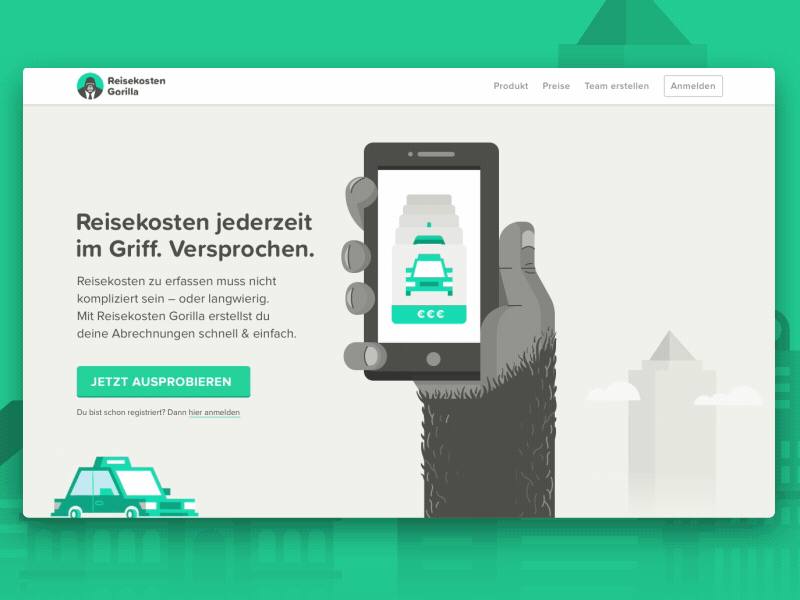 Reisekosten
Gorilla
Produkt Preise Team erstellen Anmelden
Reisekosten jederzeit
im Griff. Versprochen.
Reisekosten zu erfassen muss nicht
kompliziert sein – oder langwierig.
Mit Reisekosten Gorilla erstellst du
deine Abrechnungen schnell & einfach.
JETZT AUSPROBIEREN
Du bist schon registriert? Dann hier anmelden
€€€